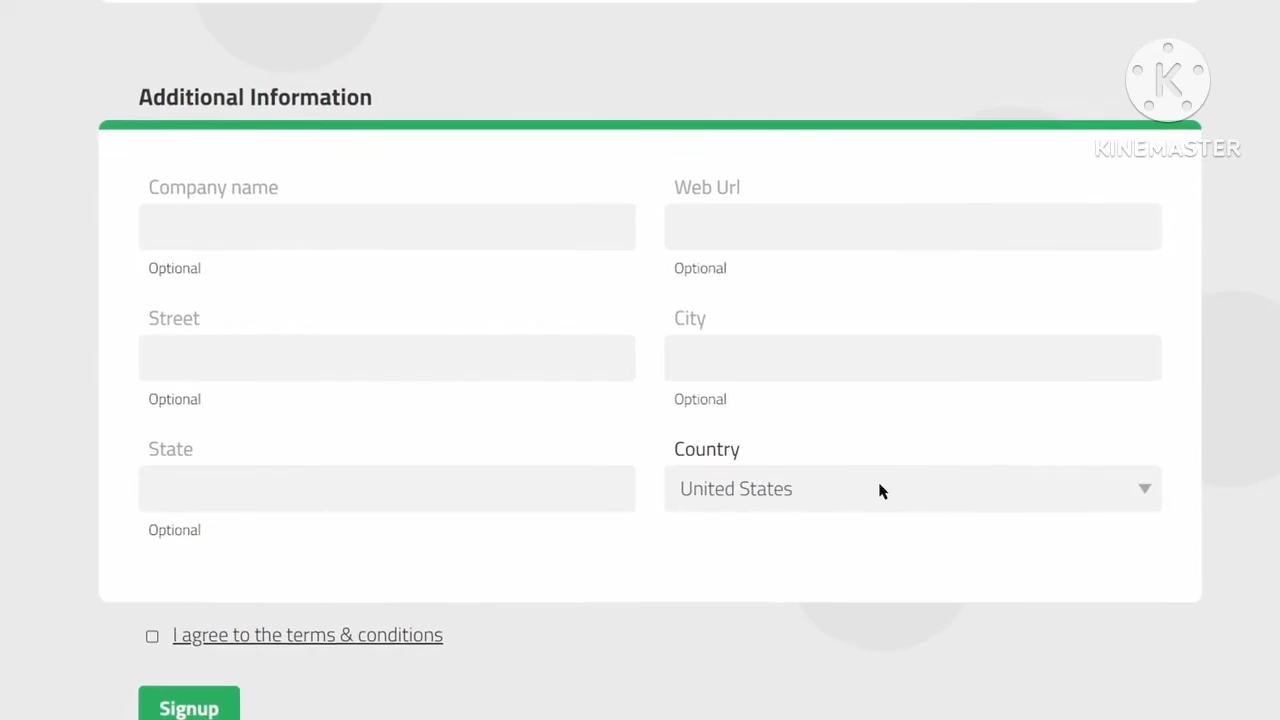 Additional Information
K
KINEMASTER
Company name
Web Url
Optional
Optional
Street
City
Optional
Optional
State
Country
United States
Optional
I agree to the terms & conditions
Signup